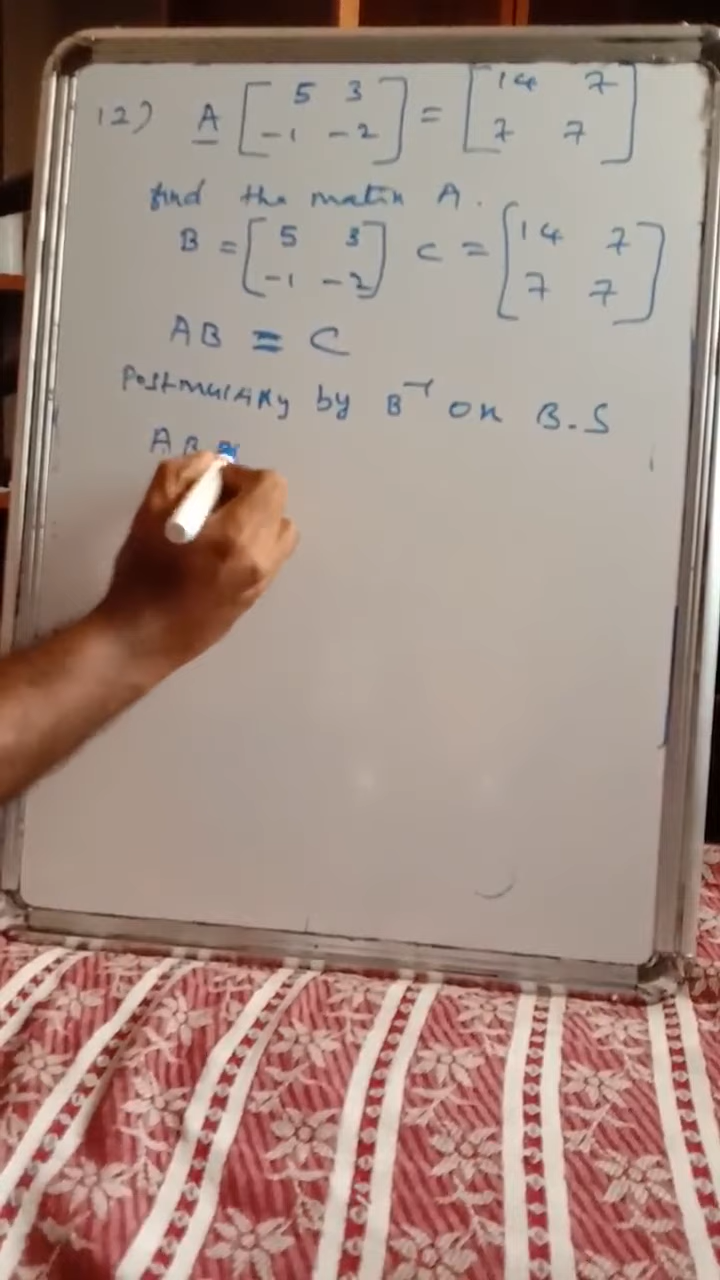 12) A [ 5 3 -1 -2 ] = [ 14 7 7 7 ]
find the matrix A.
B = [ 5 3 -1 -2 ] C = [ 14 7 7 7 ]
AB = C
Postmultiply by B⁻¹ on B.S
A B